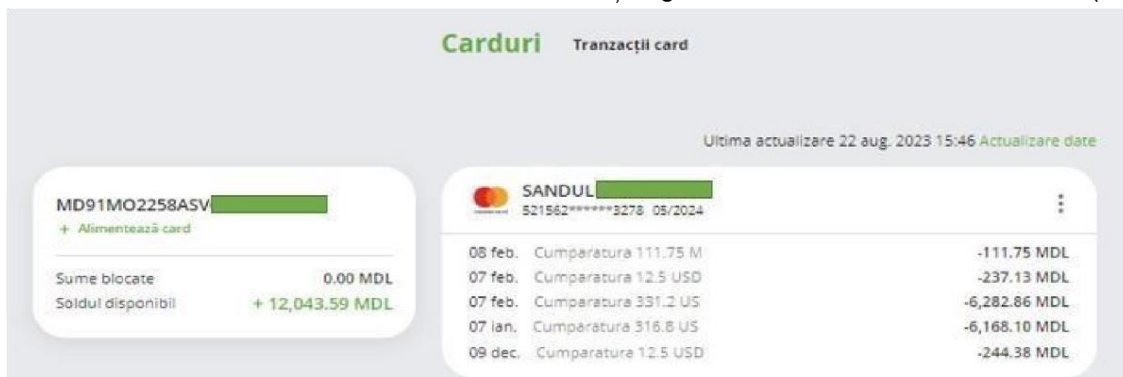 Carduri Tranzacții card
Ultima actualizare 22 aug. 2023 15:46 Actualizare date
MD91MO2258ASV
+ Alimentează card
Sume blocate 0.00 MDL
Soldul disponibil + 12,043.59 MDL
SANDUL
521562******3278 05/2024
08 feb. Cumparatura 111.75 M -111.75 MDL
07 feb. Cumparatura 12.5 USD -237.13 MDL
07 feb. Cumparatura 331.2 US -6,282.86 MDL
07 ian. Cumparatura 316.8 US -6,168.10 MDL
09 dec. Cumparatura 12.5 USD -244.38 MDL